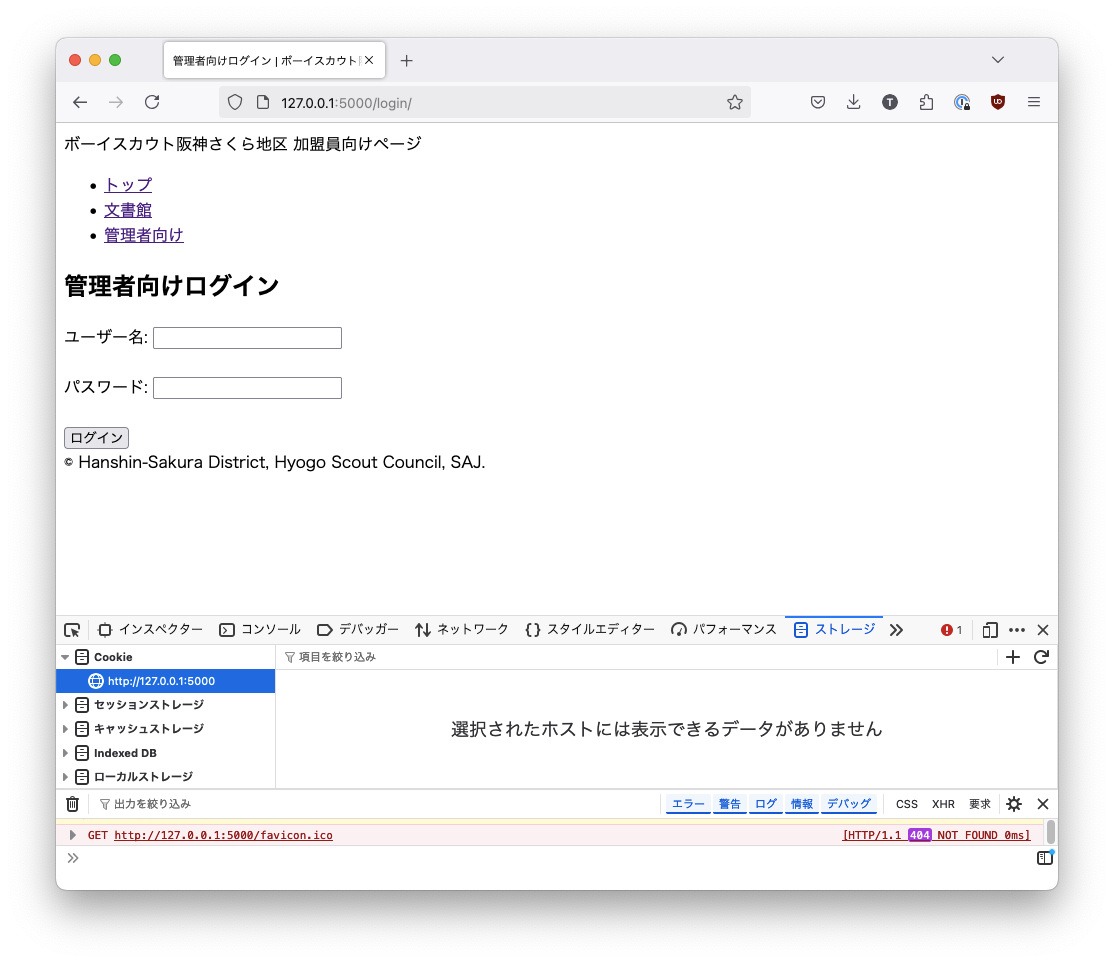 管理者向けログイン | ボーイスカウト
127.0.0.1:5000/login/
T
ボーイスカウト阪神さくら地区 加盟員向けページ
トップ
文書館
管理者向け
管理者向けログイン
ユーザー名:
パスワード:
ログイン
© Hanshin-Sakura District, Hyogo Scout Council, SAJ.
インスペクター コンソール デバッガー ネットワーク スタイルエディター パフォーマンス ストレージ 1
Cookie
項目を絞り込み
http://127.0.0.1:5000
セッションストレージ
選択されたホストには表示できるデータがありません
キャッシュストレージ
Indexed DB
ローカルストレージ
出力を絞り込み エラー 警告 ログ 情報 デバッグ CSS XHR 要求
GET http://127.0.0.1:5000/favicon.ico [HTTP/1.1 404 NOT FOUND 0ms]